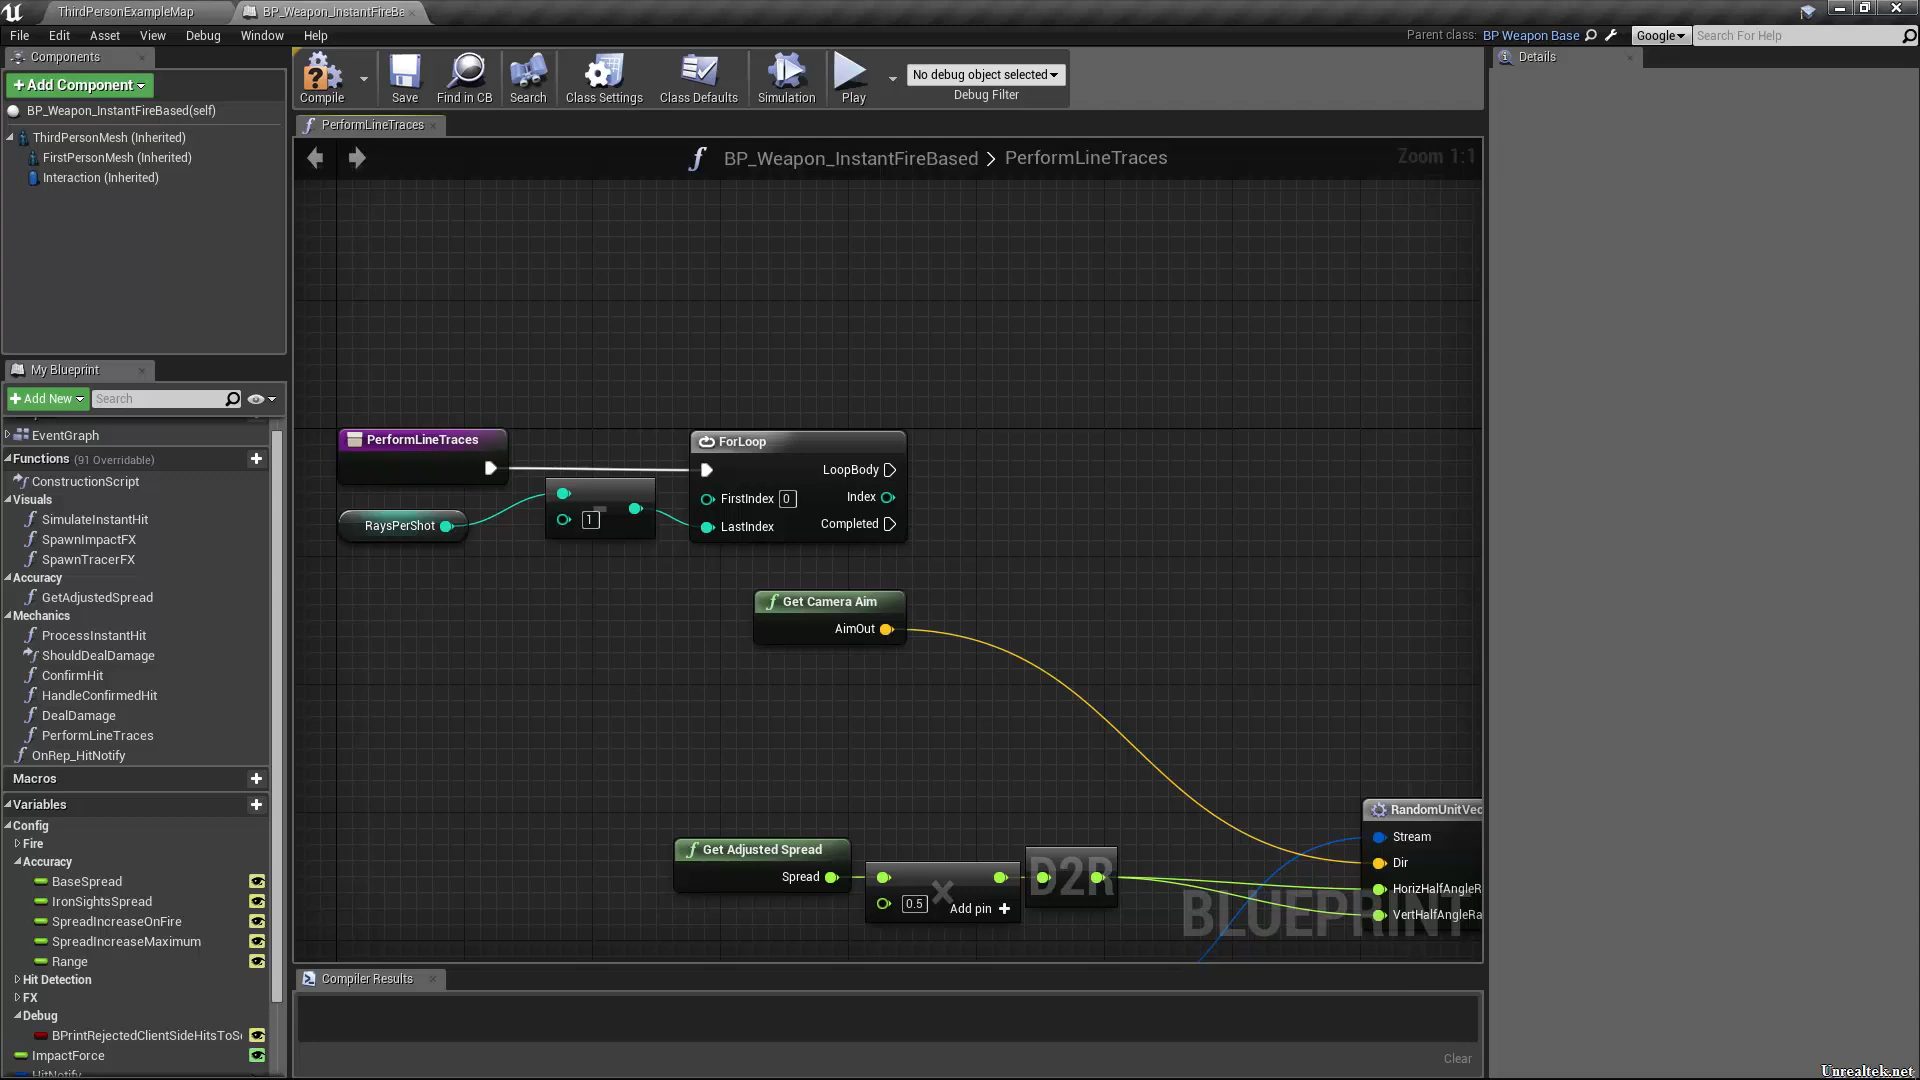 ThirdPersonExampleMap
BP_Weapon_InstantFireBa
File Edit Asset View Debug Window Help
Parent class: BP Weapon Base
Google
Search For Help
Components
+ Add Component
BP_Weapon_InstantFireBased(self)
ThirdPersonMesh (Inherited)
FirstPersonMesh (Inherited)
Interaction (Inherited)
Compile
Save
Find in CB
Search
Class Settings
Class Defaults
Simulation
Play
No debug object selected
Debug Filter
Details
PerformLineTraces
BP_Weapon_InstantFireBased > PerformLineTraces
Zoom 1:1
My Blueprint
+ Add New
Search
EventGraph
Functions (91 Overridable)
ConstructionScript
Visuals
SimulateInstantHit
SpawnImpactFX
SpawnTracerFX
Accuracy
GetAdjustedSpread
Mechanics
ProcessInstantHit
ShouldDealDamage
ConfirmHit
HandleConfirmedHit
DealDamage
PerformLineTraces
OnRep_HitNotify
Macros
Variables
Config
Fire
Accuracy
BaseSpread
IronSightsSpread
SpreadIncreaseOnFire
SpreadIncreaseMaximum
Range
Hit Detection
FX
Debug
BPrintRejectedClientSideHitsToS
ImpactForce
HitNotify
PerformLineTraces
RaysPerShot
1
ForLoop
LoopBody
FirstIndex 0
Index
LastIndex
Completed
Get Camera Aim
AimOut
Get Adjusted Spread
Spread
0.5
Add pin +
D2R
RandomUnitVec
Stream
Dir
HorizHalfAngleR
VertHalfAngleRa
BLUEPRINT
Compiler Results
Clear
Unrealtek.net